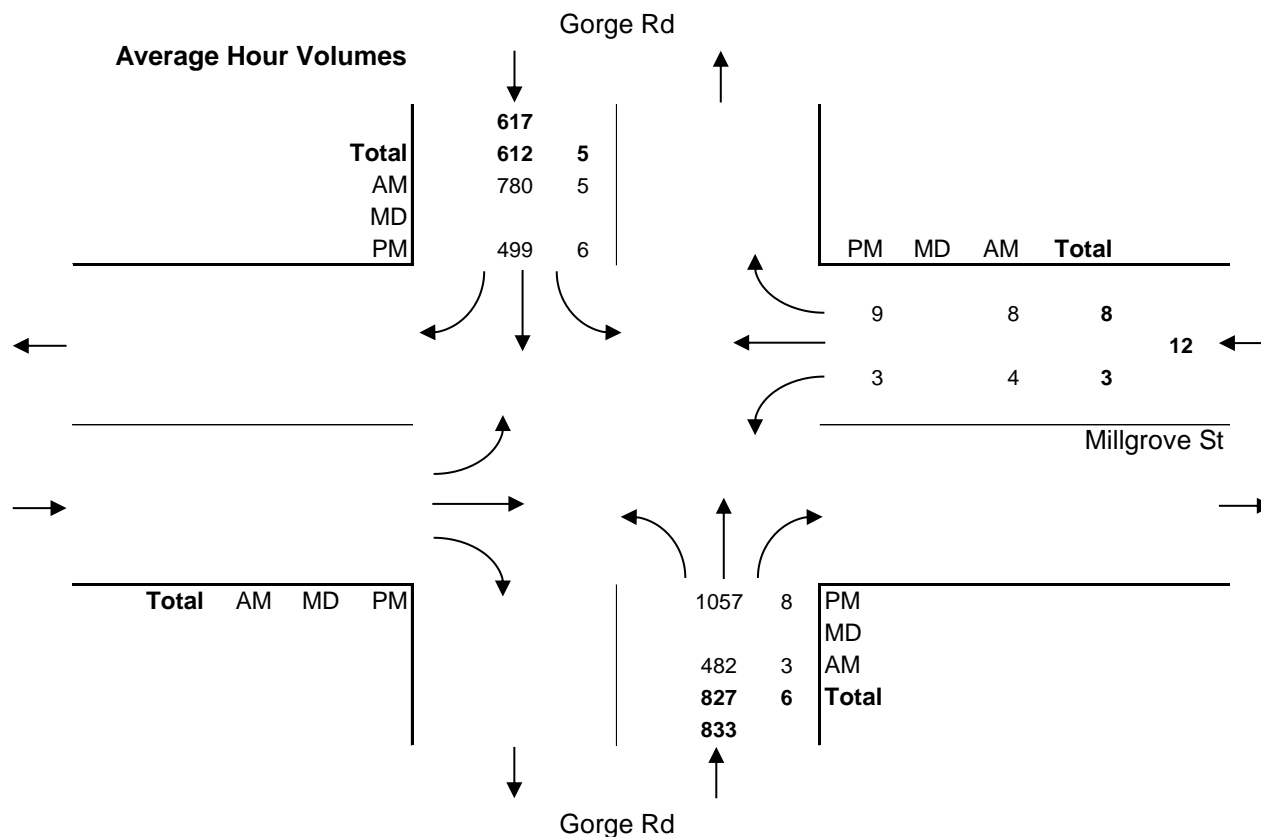 Gorge Rd
Average Hour Volumes
617
Total 612 5
AM 780 5
MD
PM 499 6
PM MD AM Total
9 8 8
12
3 4 3
Millgrove St
Total AM MD PM
1057 8 PM
MD
482 3 AM
827 6 Total
833
Gorge Rd